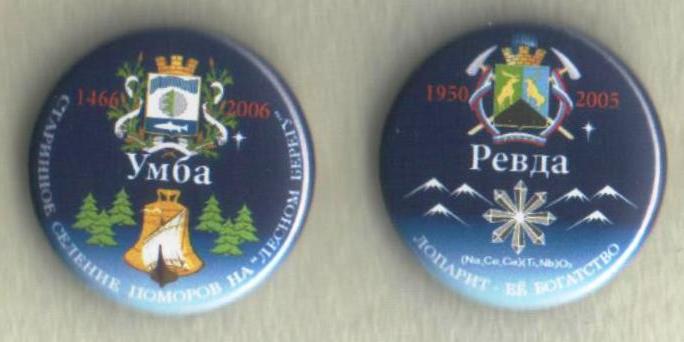 1466 2006
Умба
СТАРИННОЕ СЕЛЕНИЕ ПОМОРОВ НА "ЛЕСНОМ БЕРЕГУ"
1950 2005
Ревда
(Na,Ce,Ca)(Ti,Nb)O₃
ЛОПАРИТ - ЕЁ БОГАТСТВО